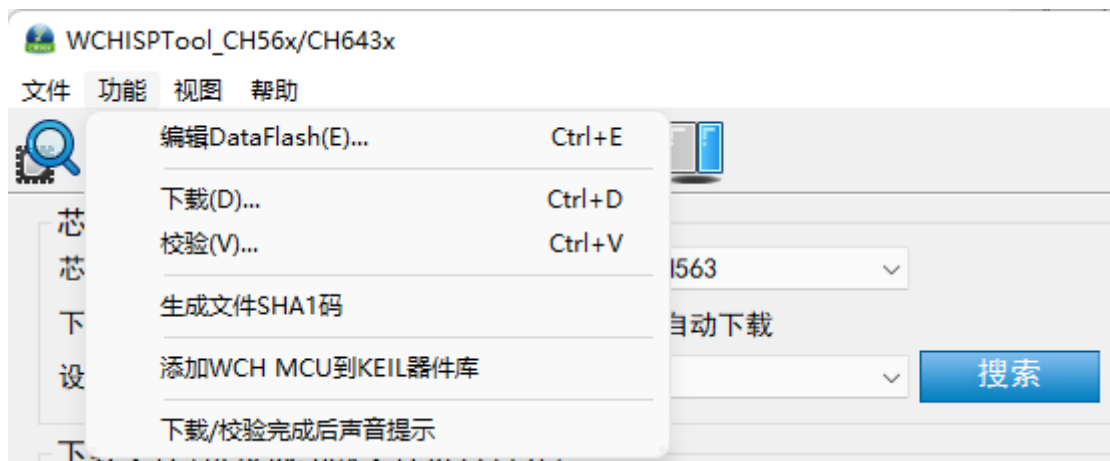 WCHISPTool_CH56x/CH643x
文件 功能 视图 帮助
编辑DataFlash(E)... Ctrl+E
下载(D)... Ctrl+D
校验(V)... Ctrl+V
芯
芯 563
生成文件SHA1码
下 自动下载
添加WCH MCU到KEIL器件库
设 搜索
下载/校验完成后声音提示